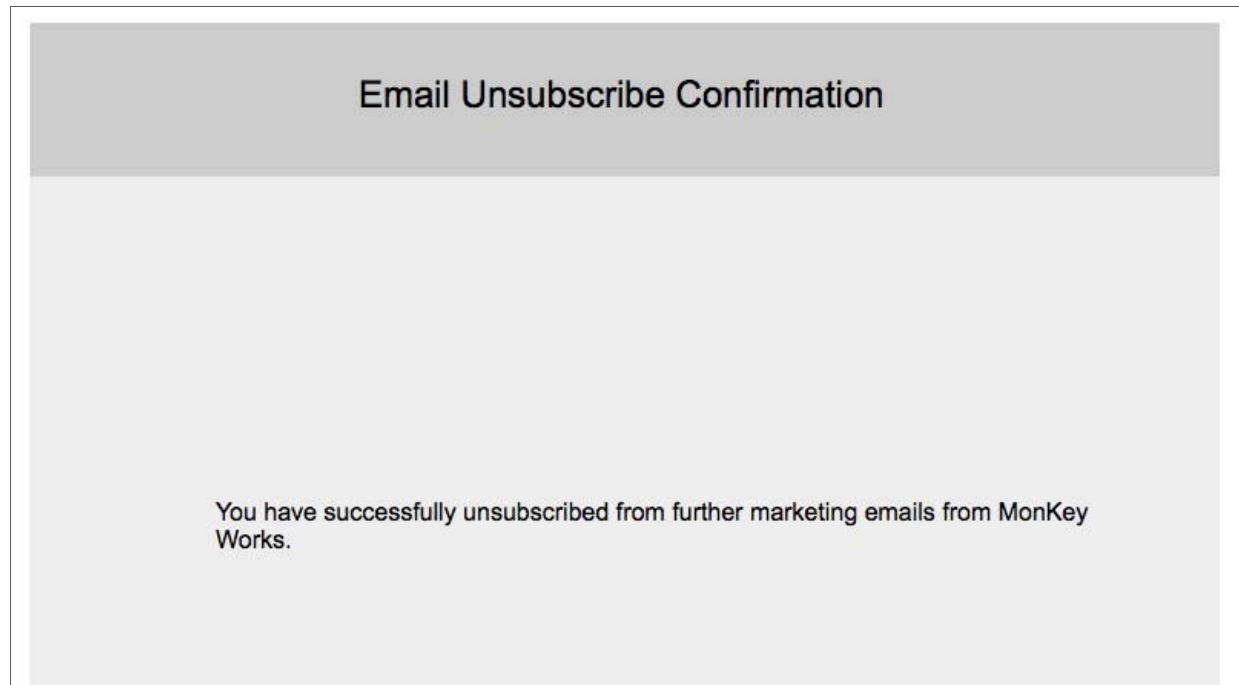 Email Unsubscribe Confirmation
You have successfully unsubscribed from further marketing emails from MonKey
Works.